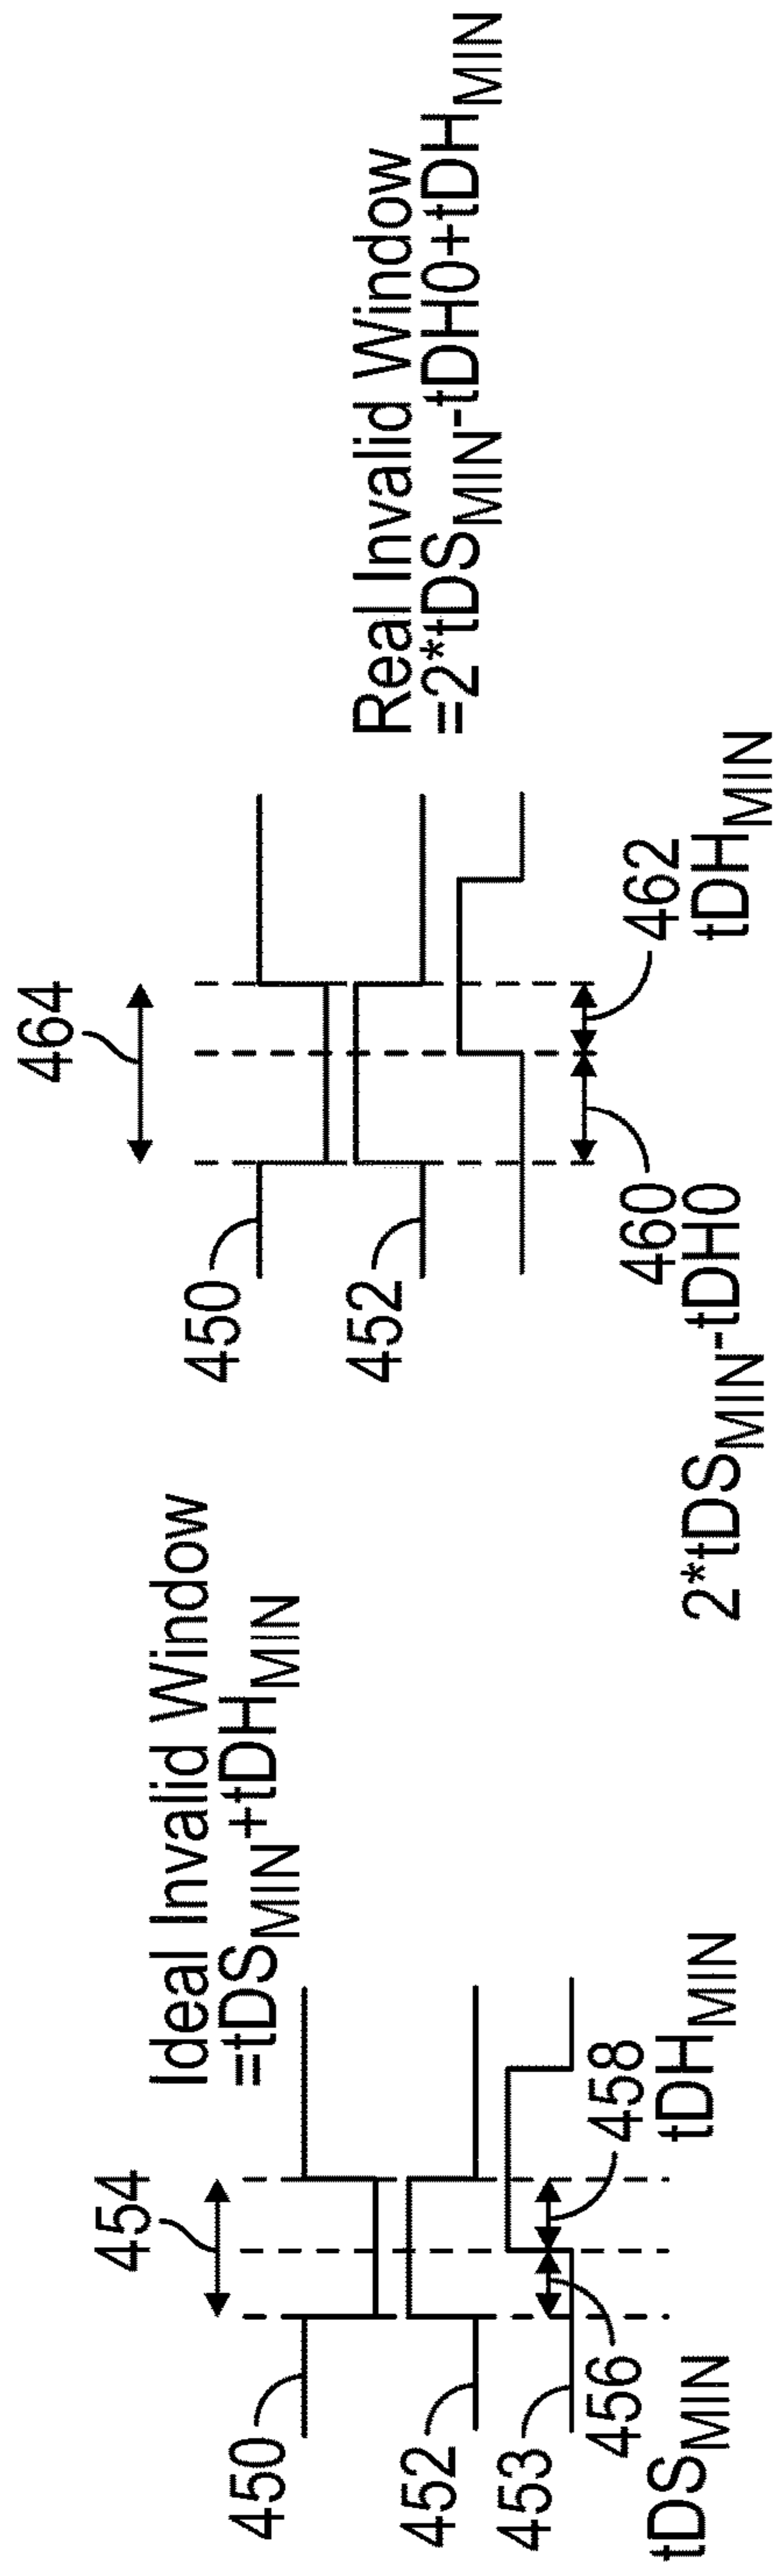 454
Ideal Invalid Window
=tDSMIN+tDHMIN
450
452
453
456
tDSMIN
458
tDHMIN
464
Real Invalid Window
=2*tDSMIN-tDH0+tDHMIN
450
452
460
2*tDSMIN-tDH0
462
tDHMIN